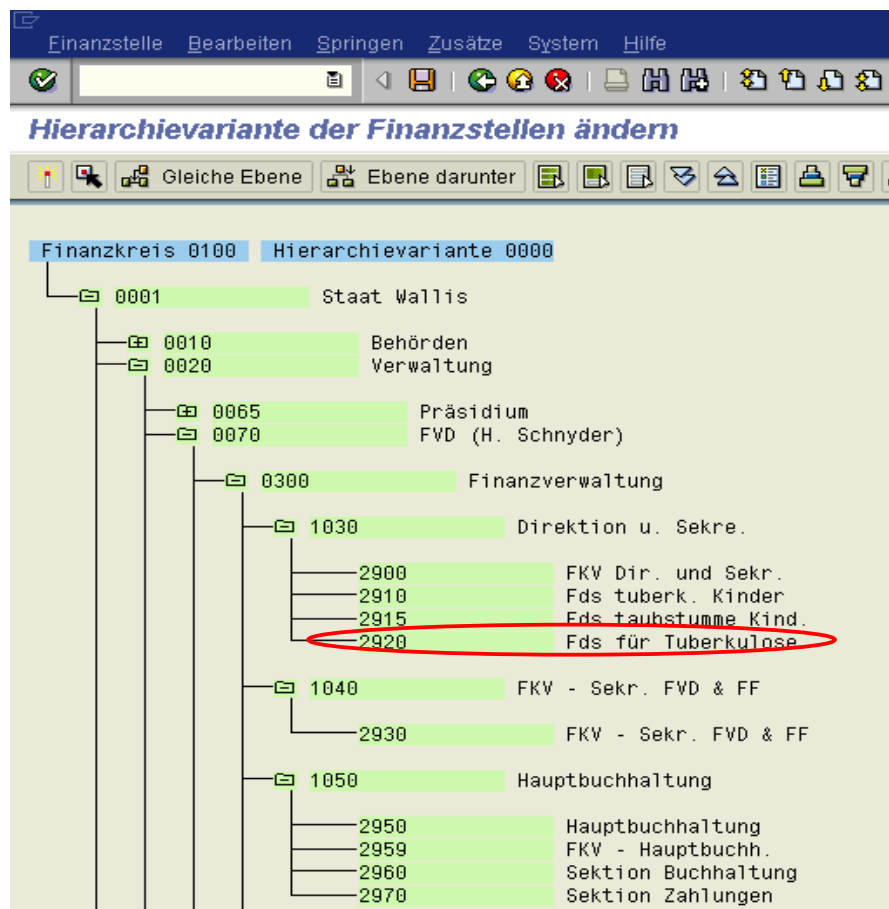 Finanzstelle Bearbeiten Springen Zusätze System Hilfe
Hierarchievariante der Finanzstellen ändern
Gleiche Ebene Ebene darunter
Finanzkreis 0100 Hierarchievariante 0000
0001 Staat Wallis
0010 Behörden
0020 Verwaltung
0065 Präsidium
0070 FVD (H. Schnyder)
0300 Finanzverwaltung
1030 Direktion u. Sekre.
2900 FKV Dir. und Sekr.
2910 Fds tuberk. Kinder
2915 Fds taubstumme Kind.
2920 Fds für Tuberkulose
1040 FKV - Sekr. FVD & FF
2930 FKV - Sekr. FVD & FF
1050 Hauptbuchhaltung
2950 Hauptbuchhaltung
2959 FKV - Hauptbuchh.
2960 Sektion Buchhaltung
2970 Sektion Zahlungen